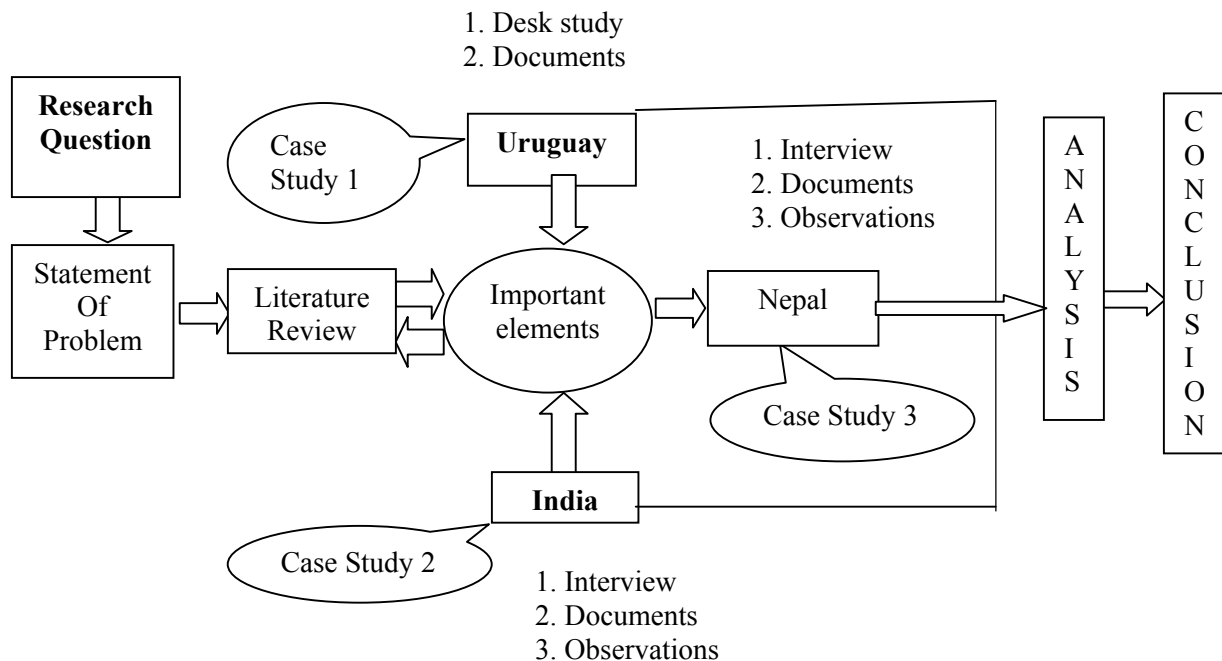 1. Desk study
2. Documents
Research
Question
Case
Study 1
Uruguay
1. Interview
2. Documents
3. Observations
Statement
Of
Problem
Literature
Review
Important
elements
Nepal
Case Study 3
India
Case Study 2
1. Interview
2. Documents
3. Observations
A
N
A
L
Y
S
I
S
C
O
N
C
L
U
S
I
O
N